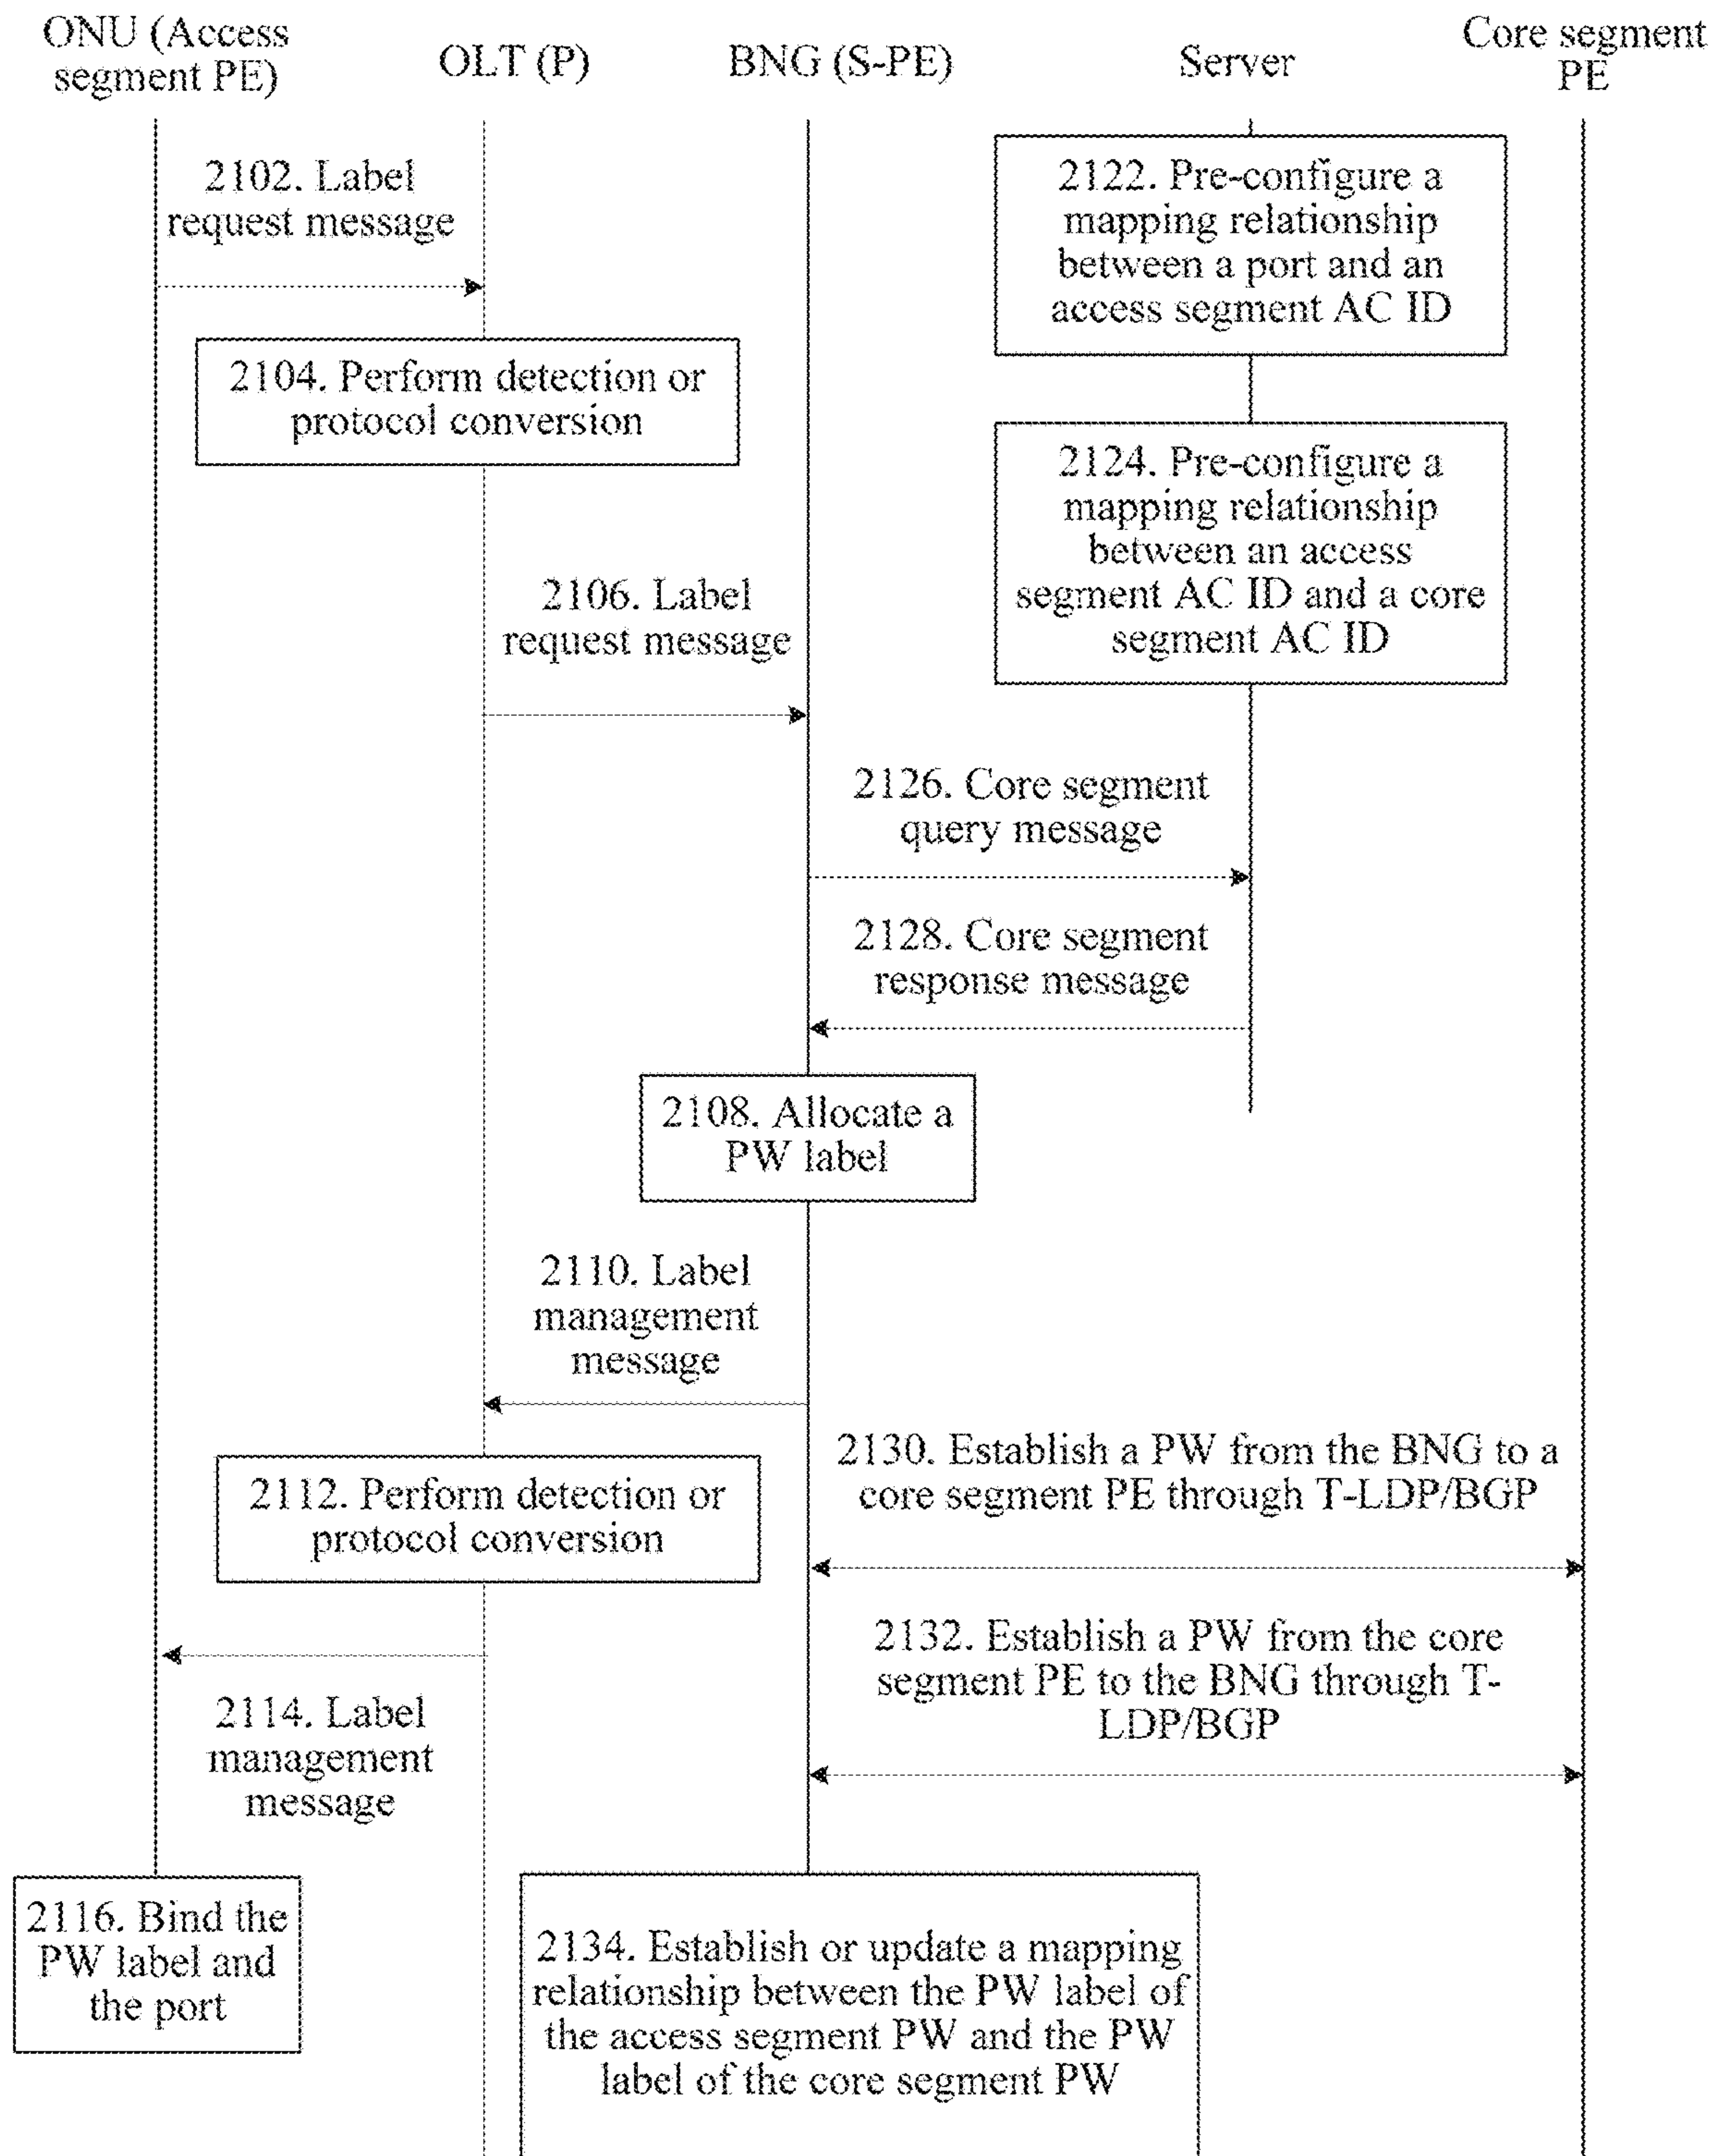 ONU (Access
segment PE)
OLT (P)
BNG (S-PE)
Server
Core segment
PE
2102. Label
request message
2122. Pre-configure a
mapping relationship
between a port and an
access segment AC ID
2104. Perform detection or
protocol conversion
2124. Pre-configure a
mapping relationship
between an access
segment AC ID and a core
segment AC ID
2106. Label
request message
2126. Core segment
query message
2128. Core segment
response message
2108. Allocate a
PW label
2110. Label
management
message
2130. Establish a PW from the BNG to a
core segment PE through T-LDP/BGP
2112. Perform detection or
protocol conversion
2132. Establish a PW from the core
segment PE to the BNG through T-
LDP/BGP
2114. Label
management
message
2116. Bind the
PW label and
the port
2134. Establish or update a mapping
relationship between the PW label of
the access segment PW and the PW
label of the core segment PW